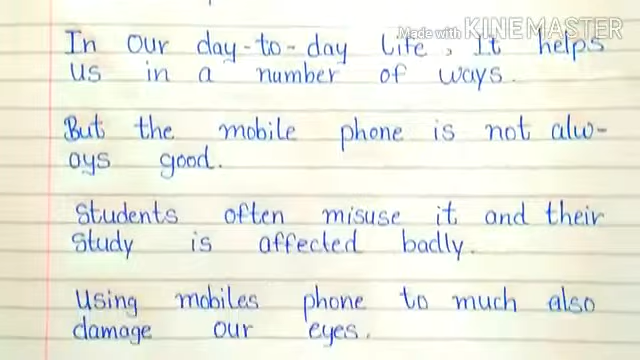 Made with KINEMASTER
In our day-to-day life, It helps
us in a number of ways.
But the mobile phone is not alw-
ays good.
Students often misuse it and their
study is affected badly.
Using mobiles phone to much also
damage our eyes.